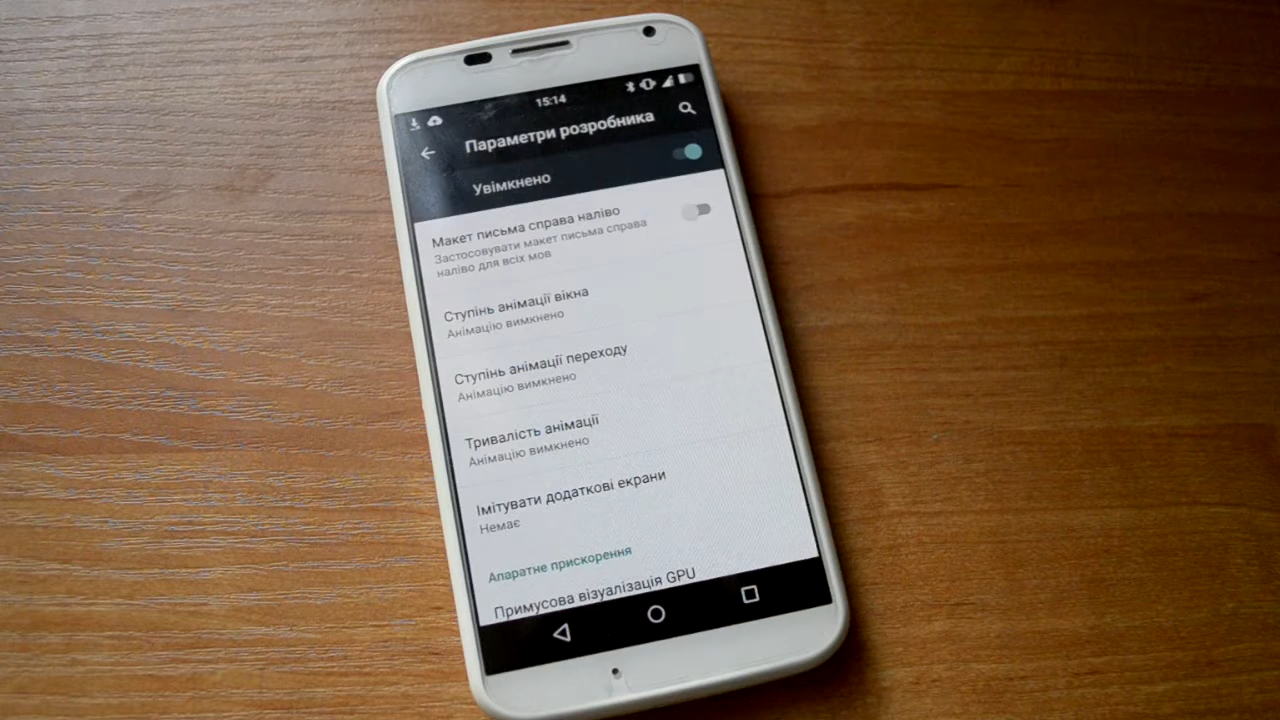 15:14
Параметри розробника
Увімкнено
Макет письма справа наліво
Застосовувати макет письма справа
наліво для всіх мов
Ступінь анімації вікна
Анімацію вимкнено
Ступінь анімації переходу
Анімацію вимкнено
Тривалість анімації
Анімацію вимкнено
Імітувати додаткові екрани
Немає
Апаратне прискорення
Примусова візуалізація GPU